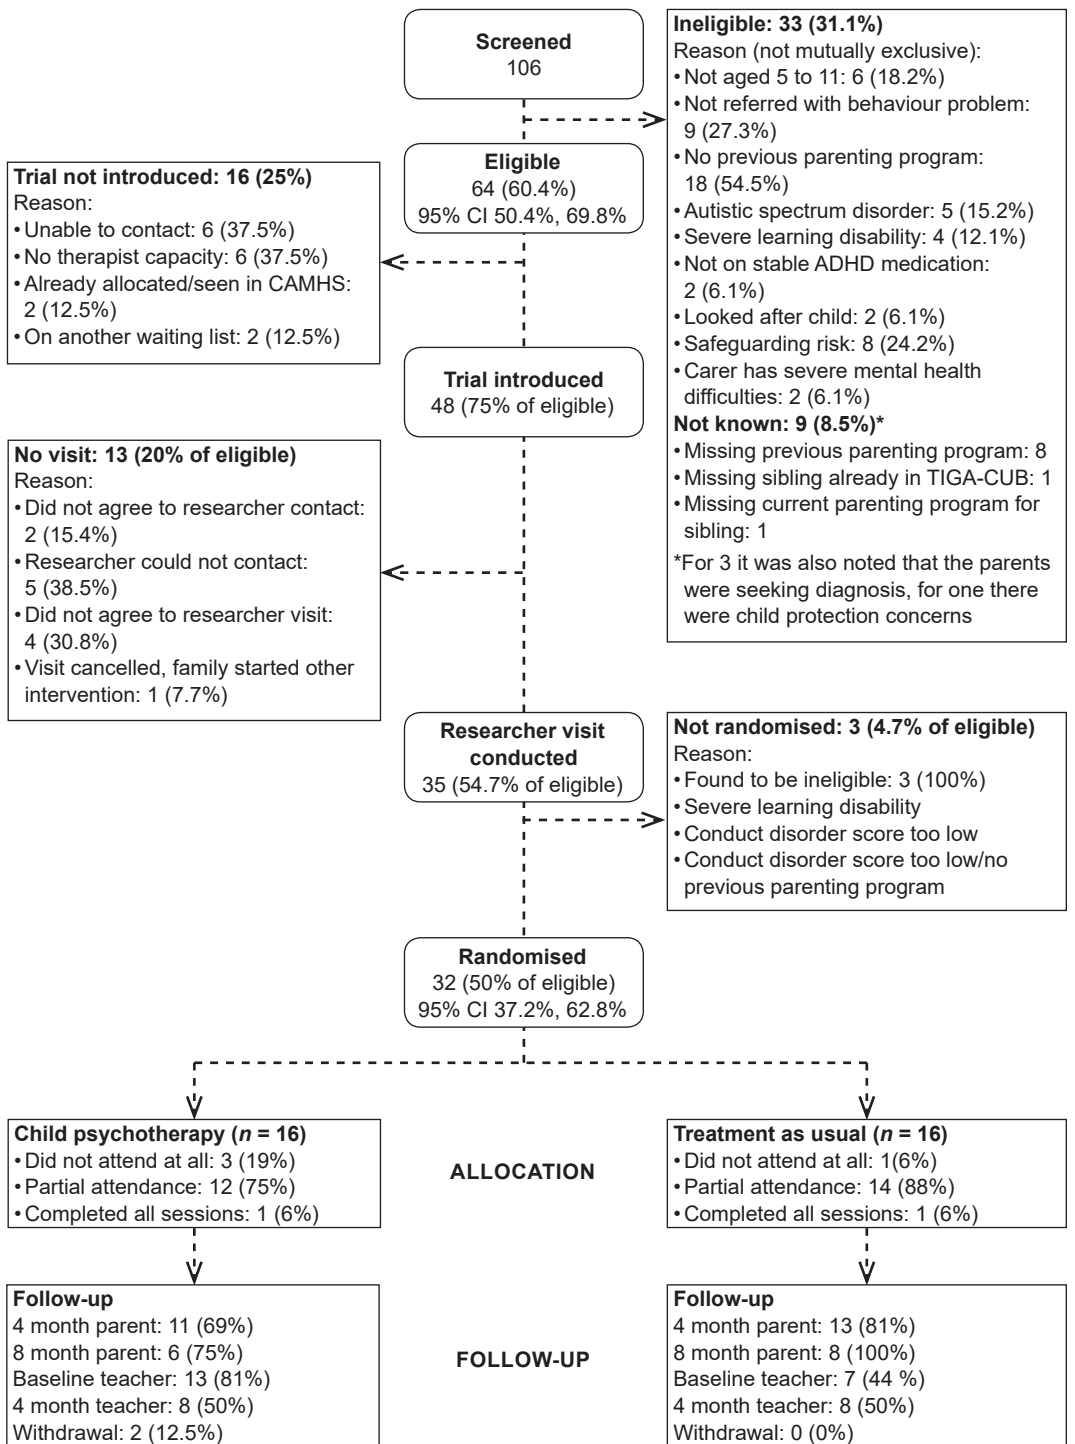 Screened
106
Ineligible: 33 (31.1%)
Reason (not mutually exclusive):
• Not aged 5 to 11: 6 (18.2%)
• Not referred with behaviour problem:
9 (27.3%)
• No previous parenting program:
18 (54.5%)
• Autistic spectrum disorder: 5 (15.2%)
• Severe learning disability: 4 (12.1%)
• Not on stable ADHD medication:
2 (6.1%)
• Looked after child: 2 (6.1%)
• Safeguarding risk: 8 (24.2%)
• Carer has severe mental health
difficulties: 2 (6.1%)
Not known: 9 (8.5%)*
• Missing previous parenting program: 8
• Missing sibling already in TIGA-CUB: 1
• Missing current parenting program for
sibling: 1
*For 3 it was also noted that the parents
were seeking diagnosis, for one there
were child protection concerns
Eligible
64 (60.4%)
95% CI 50.4%, 69.8%
Trial not introduced: 16 (25%)
Reason:
• Unable to contact: 6 (37.5%)
• No therapist capacity: 6 (37.5%)
• Already allocated/seen in CAMHS:
2 (12.5%)
• On another waiting list: 2 (12.5%)
Trial introduced
48 (75% of eligible)
No visit: 13 (20% of eligible)
Reason:
• Did not agree to researcher contact:
2 (15.4%)
• Researcher could not contact:
5 (38.5%)
• Did not agree to researcher visit:
4 (30.8%)
• Visit cancelled, family started other
intervention: 1 (7.7%)
Researcher visit
conducted
35 (54.7% of eligible)
Not randomised: 3 (4.7% of eligible)
Reason:
• Found to be ineligible: 3 (100%)
• Severe learning disability
• Conduct disorder score too low
• Conduct disorder score too low/no
previous parenting program
Randomised
32 (50% of eligible)
95% CI 37.2%, 62.8%
Child psychotherapy (n = 16)
• Did not attend at all: 3 (19%)
• Partial attendance: 12 (75%)
• Completed all sessions: 1 (6%)
ALLOCATION
Treatment as usual (n = 16)
• Did not attend at all: 1(6%)
• Partial attendance: 14 (88%)
• Completed all sessions: 1 (6%)
Follow-up
4 month parent: 11 (69%)
8 month parent: 6 (75%)
Baseline teacher: 13 (81%)
4 month teacher: 8 (50%)
Withdrawal: 2 (12.5%)
FOLLOW-UP
Follow-up
4 month parent: 13 (81%)
8 month parent: 8 (100%)
Baseline teacher: 7 (44 %)
4 month teacher: 8 (50%)
Withdrawal: 0 (0%)